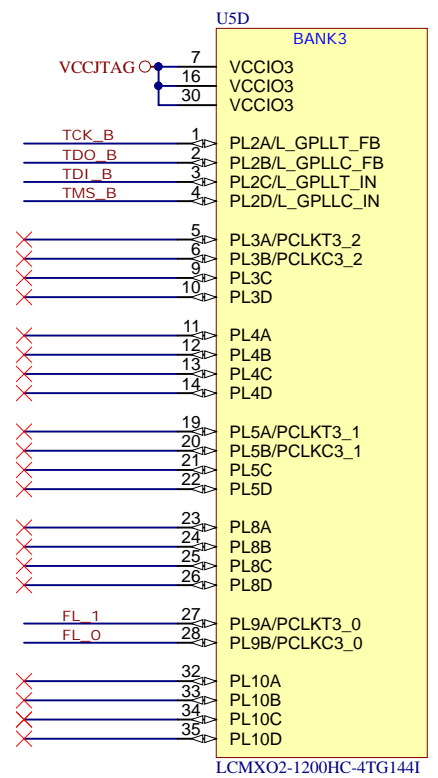 U5D
BANK3
VCCJTAG 7 VCCIO3
16 VCCIO3
30 VCCIO3
TCK_B 1 PL2A/L_GPLLT_FB
TDO_B 2 PL2B/L_GPLLC_FB
TDI_B 3 PL2C/L_GPLLT_IN
TMS_B 4 PL2D/L_GPLLC_IN
5 PL3A/PCLKT3_2
6 PL3B/PCLKC3_2
9 PL3C
10 PL3D
11 PL4A
12 PL4B
13 PL4C
14 PL4D
19 PL5A/PCLKT3_1
20 PL5B/PCLKC3_1
21 PL5C
22 PL5D
23 PL8A
24 PL8B
25 PL8C
26 PL8D
FL_1 27 PL9A/PCLKT3_0
FL_0 28 PL9B/PCLKC3_0
32 PL10A
33 PL10B
34 PL10C
35 PL10D
LCMXO2-1200HC-4TG144I